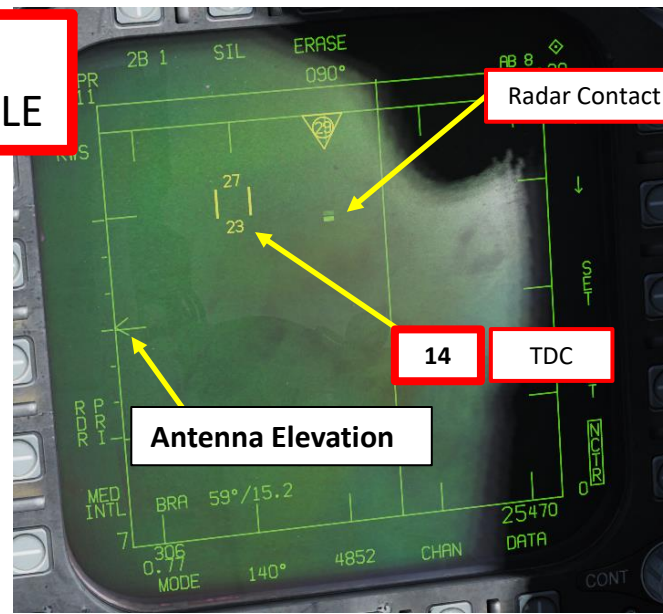 LE
2B 1 SIL ERASE AB 8
PR
11 090°
Radar Contact
RWS
29
27
23
SET
14 TDC
T
Antenna Elevation
RDR PRI
NCTR
MED
INTL
BRA 59°/15.2
0
25470
7
306
0.77
MODE 140° 4852 CHAN DATA
CONT